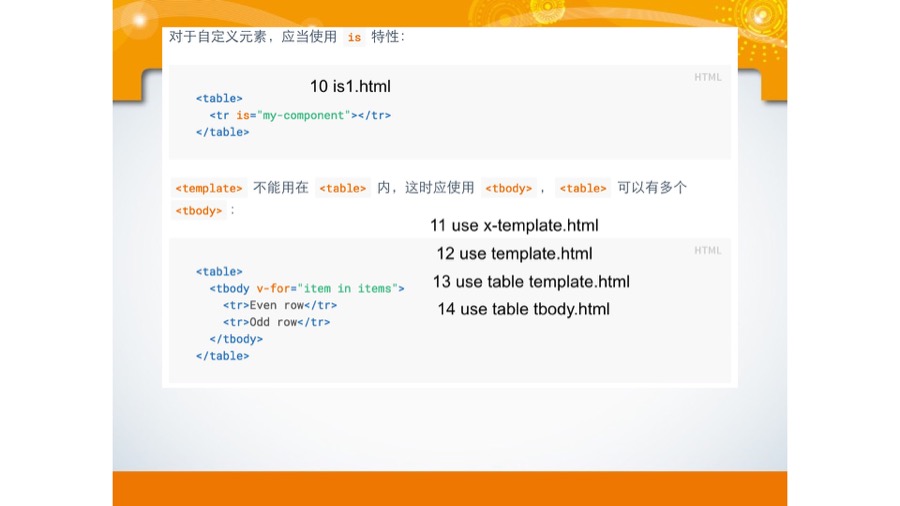 对于自定义元素，应当使用 is 特性：
10 is1.html
HTML
<table>
<tr is="my-component"></tr>
</table>
<template> 不能用在 <table> 内，这时应使用 <tbody> ， <table> 可以有多个
<tbody> ：
11 use x-template.html
12 use template.html
HTML
13 use table template.html
14 use table tbody.html
<table>
<tbody v-for="item in items">
<tr>Even row</tr>
<tr>Odd row</tr>
</tbody>
</table>